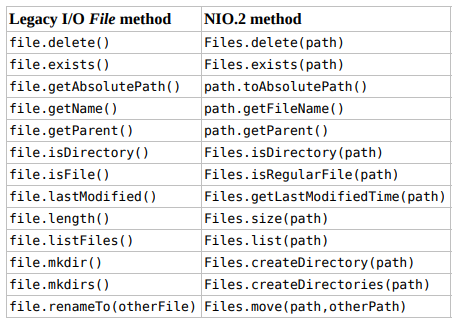 Legacy I/O File method NIO.2 method
file.delete() Files.delete(path)
file.exists() Files.exists(path)
file.getAbsolutePath() path.toAbsolutePath()
file.getName() path.getFileName()
file.getParent() path.getParent()
file.isDirectory() Files.isDirectory(path)
file.isFile() Files.isRegularFile(path)
file.lastModified() Files.getLastModifiedTime(path)
file.length() Files.size(path)
file.listFiles() Files.list(path)
file.mkdir() Files.createDirectory(path)
file.mkdirs() Files.createDirectories(path)
file.renameTo(otherFile) Files.move(path,otherPath)